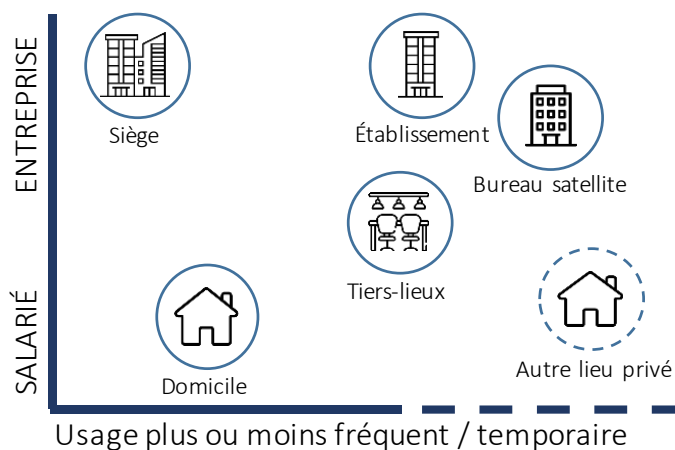 ENTREPRISE
SALARIÉ
Siège
Établissement
Bureau satellite
Tiers-lieux
Domicile
Autre lieu privé
Usage plus ou moins fréquent / temporaire